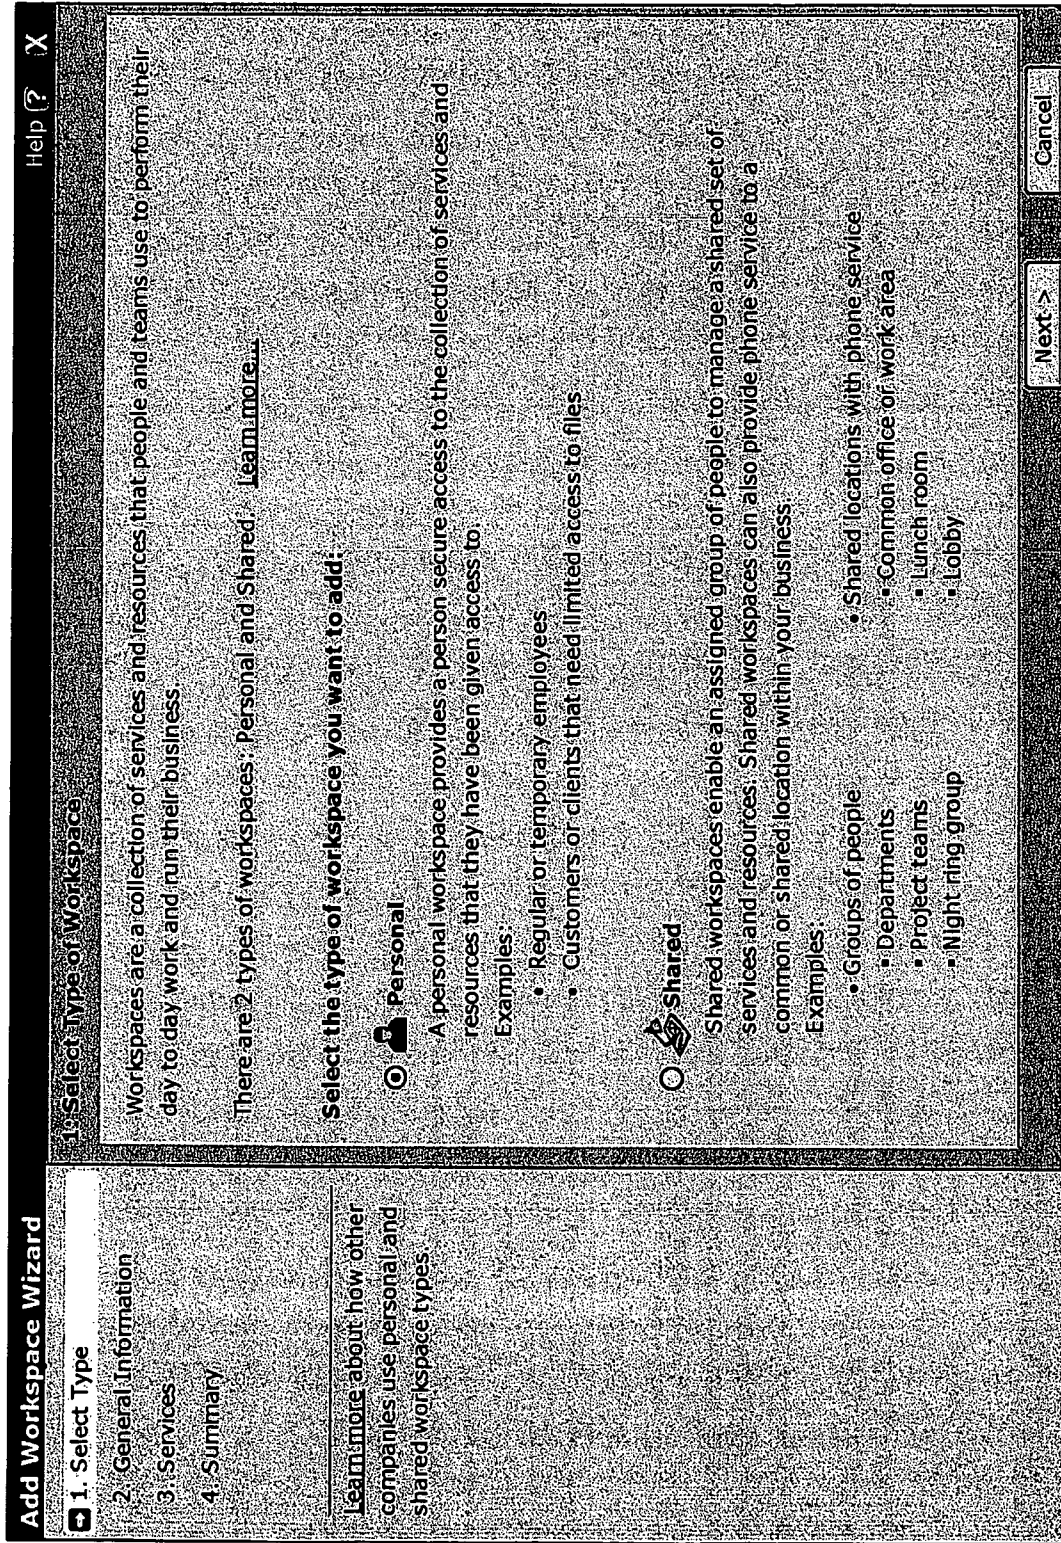 Add Workspace Wizard
Help ? X
1. Select Type
2. General Information
3. Services
4. Summary
Learn more about how other
companies use personal and
shared workspace types.
1: Select Type of Workspace
Workspaces are a collection of services and resources that people and teams use to perform their
day to day work and run their business.
There are 2 types of workspaces: Personal and Shared. Learn more...
Select the type of workspace you want to add:
Personal
A personal workspace provides a person secure access to the collection of services and
resources that they have been given access to.
Examples:
• Regular or temporary employees
• Customers or clients that need limited access to files
Shared
Shared workspaces enable an assigned group of people to manage a shared set of
services and resources. Shared workspaces can also provide phone service to a
common or shared location within your business.
Examples:
• Groups of people
▪ Departments
▪ Project teams
▪ Night ring group
• Shared locations with phone service
▪ Common office or work area
▪ Lunch room
▪ Lobby
Next >
Cancel